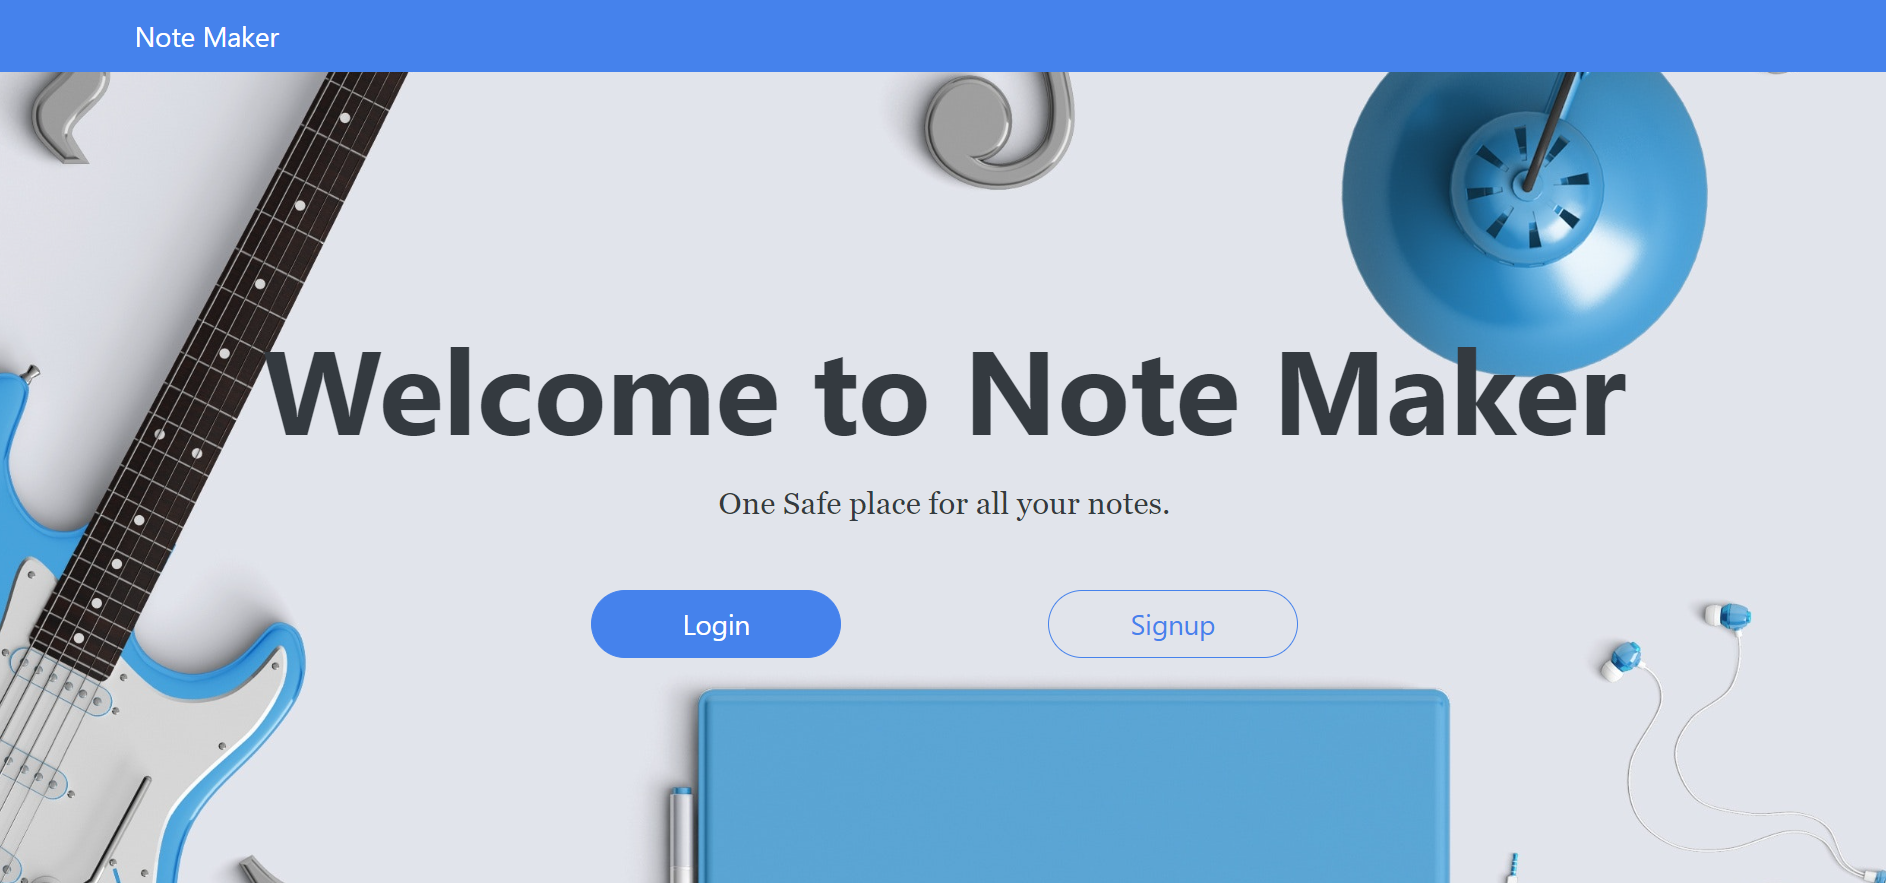 Note Maker
Welcome to Note Maker
One Safe place for all your notes.
Login
Signup